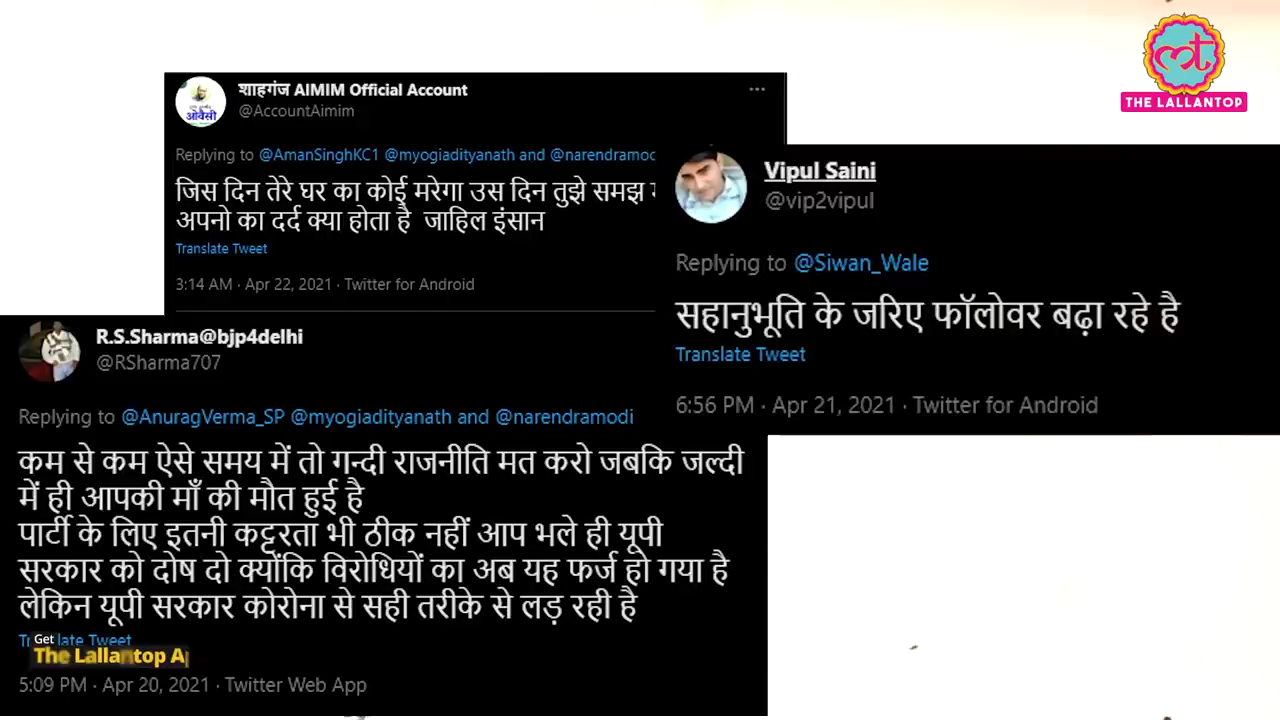 THE LALLANTOP
शाहगंज AIMIM Official Account
@AccountAimim
Replying to @AmanSinghKC1 @myogiadityanath and @narendramod
जिस दिन तेरे घर का कोई मरेगा उस दिन तुझे समझ
अपनो का दर्द क्या होता है जाहिल इंसान
Translate Tweet
3:14 AM · Apr 22, 2021 · Twitter for Android
Vipul Saini
@vip2vipul
Replying to @Siwan_Wale
सहानुभूति के जरिए फॉलोवर बढ़ा रहे है
Translate Tweet
6:56 PM · Apr 21, 2021 · Twitter for Android
R.S.Sharma@bjp4delhi
@RSharma707
Replying to @AnuragVerma_SP @myogiadityanath and @narendramodi
कम से कम ऐसे समय में तो गन्दी राजनीति मत करो जबकि जल्दी
में ही आपकी माँ की मौत हुई है
पार्टी के लिए इतनी कट्टरता भी ठीक नहीं आप भले ही यूपी
सरकार को दोष दो क्योंकि विरोधियों का अब यह फर्ज हो गया है
लेकिन यूपी सरकार कोरोना से सही तरीके से लड़ रही है
Get
The Lallantop Ap
5:09 PM · Apr 20, 2021 · Twitter Web App